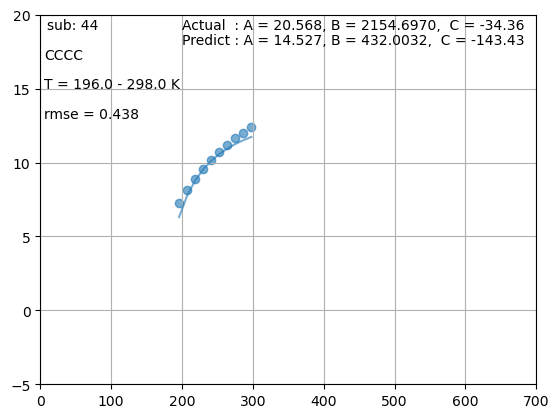 sub: 44
Actual : A = 20.568, B = 2154.6970, C = -34.36
Predict : A = 14.527, B = 432.0032, C = -143.43
CCCC
T = 196.0 - 298.0 K
rmse = 0.438
20
15
10
5
0
−5
0 100 200 300 400 500 600 700